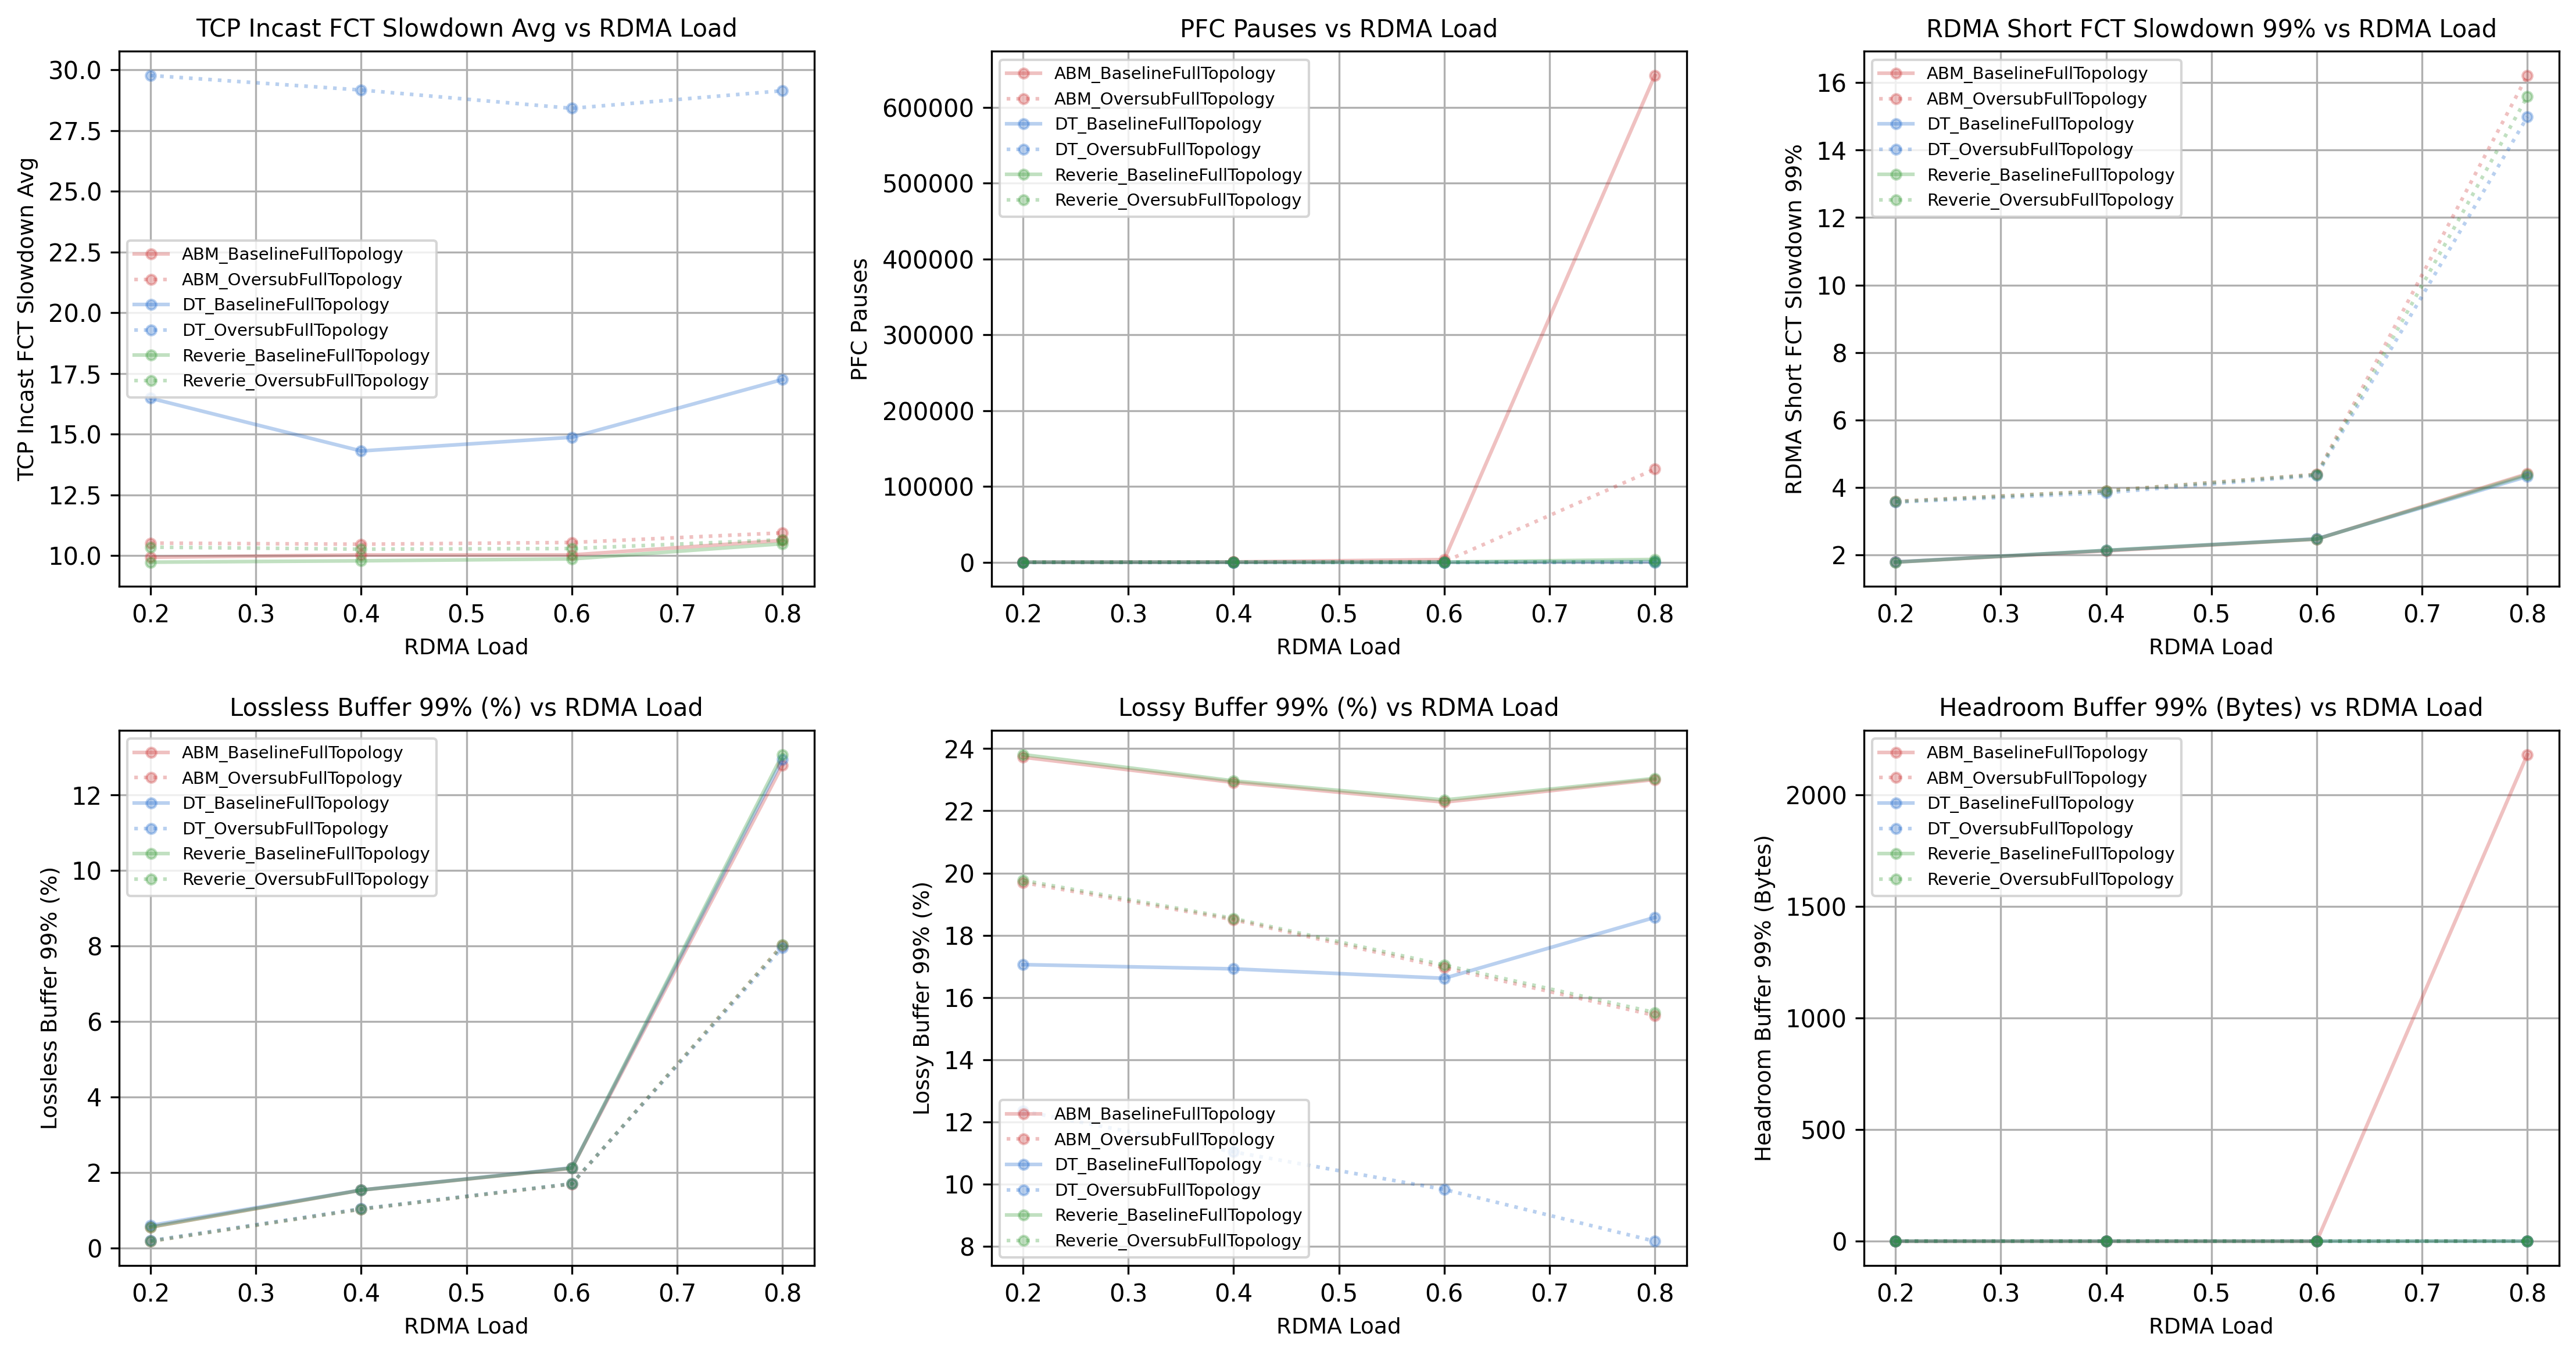 TCP Incast FCT Slowdown Avg vs RDMA Load
TCP Incast FCT Slowdown Avg
30.0
27.5
25.0
22.5
20.0
17.5
15.0
12.5
10.0
ABM_BaselineFullTopology
ABM_OversubFullTopology
DT_BaselineFullTopology
DT_OversubFullTopology
Reverie_BaselineFullTopology
Reverie_OversubFullTopology
0.2 0.3 0.4 0.5 0.6 0.7 0.8
RDMA Load
PFC Pauses vs RDMA Load
PFC Pauses
600000
500000
400000
300000
200000
100000
0
ABM_BaselineFullTopology
ABM_OversubFullTopology
DT_BaselineFullTopology
DT_OversubFullTopology
Reverie_BaselineFullTopology
Reverie_OversubFullTopology
0.2 0.3 0.4 0.5 0.6 0.7 0.8
RDMA Load
RDMA Short FCT Slowdown 99% vs RDMA Load
RDMA Short FCT Slowdown 99%
16
14
12
10
8
6
4
2
ABM_BaselineFullTopology
ABM_OversubFullTopology
DT_BaselineFullTopology
DT_OversubFullTopology
Reverie_BaselineFullTopology
Reverie_OversubFullTopology
0.2 0.3 0.4 0.5 0.6 0.7 0.8
RDMA Load
Lossless Buffer 99% (%) vs RDMA Load
Lossless Buffer 99% (%)
12
10
8
6
4
2
0
ABM_BaselineFullTopology
ABM_OversubFullTopology
DT_BaselineFullTopology
DT_OversubFullTopology
Reverie_BaselineFullTopology
Reverie_OversubFullTopology
0.2 0.3 0.4 0.5 0.6 0.7 0.8
RDMA Load
Lossy Buffer 99% (%) vs RDMA Load
Lossy Buffer 99% (%)
24
22
20
18
16
14
12
10
8
ABM_BaselineFullTopology
ABM_OversubFullTopology
DT_BaselineFullTopology
DT_OversubFullTopology
Reverie_BaselineFullTopology
Reverie_OversubFullTopology
0.2 0.3 0.4 0.5 0.6 0.7 0.8
RDMA Load
Headroom Buffer 99% (Bytes) vs RDMA Load
Headroom Buffer 99% (Bytes)
2000
1500
1000
500
0
ABM_BaselineFullTopology
ABM_OversubFullTopology
DT_BaselineFullTopology
DT_OversubFullTopology
Reverie_BaselineFullTopology
Reverie_OversubFullTopology
0.2 0.3 0.4 0.5 0.6 0.7 0.8
RDMA Load